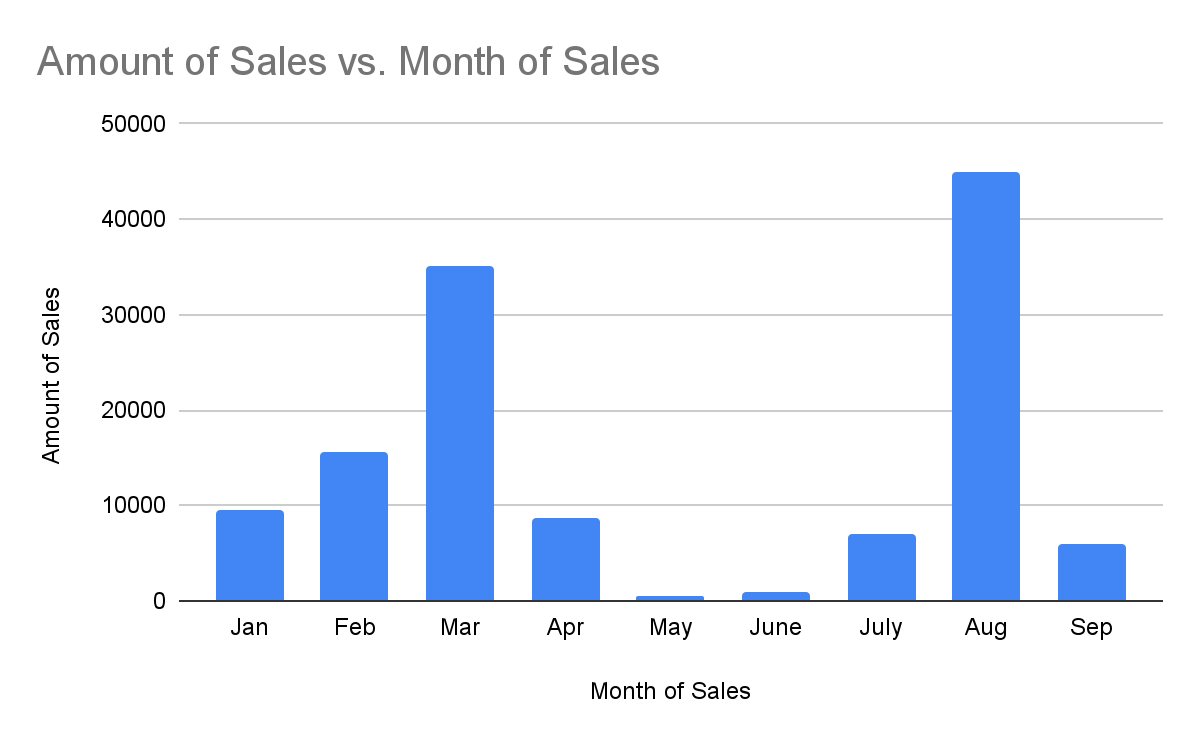 Amount of Sales vs. Month of Sales
50000
40000
30000
20000
10000
0
Amount of Sales
Jan Feb Mar Apr May June July Aug Sep
Month of Sales